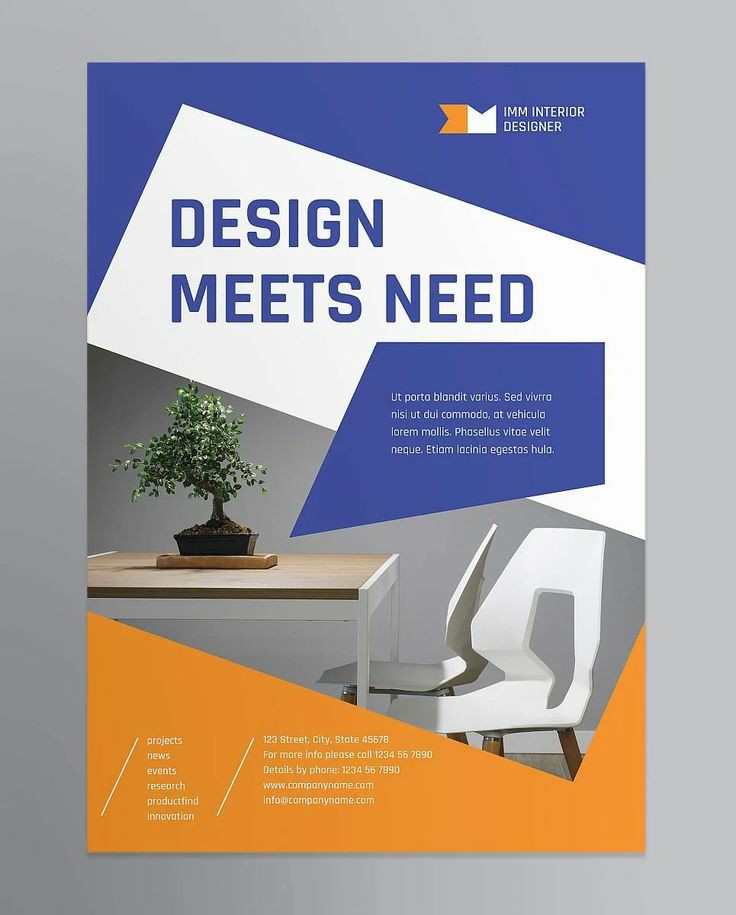 IMM INTERIOR
DESIGNER
DESIGN
MEETS NEED
Ut porta blandit varius. Sed vivrra
nisi ut dui commodo, at vehicula
lorem mollis. Phasellus vitae velit
neque. Etiam lacinia egestas hula.
projects
news
events
research
productfind
innovation
123 Street, City, State 45678
For more info please call 1234 56 7890
Details by phone: 1234 56 7890
www.companyname.com
info@companyname.com